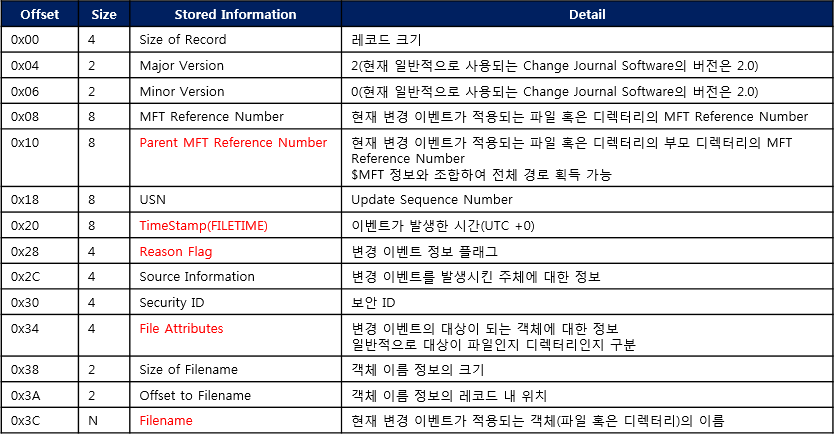 Offset Size Stored Information Detail
0x00 4 Size of Record 레코드 크기
0x04 2 Major Version 2(현재 일반적으로 사용되는 Change Journal Software의 버전은 2.0)
0x06 2 Minor Version 0(현재 일반적으로 사용되는 Change Journal Software의 버전은 2.0)
0x08 8 MFT Reference Number 현재 변경 이벤트가 적용되는 파일 혹은 디렉터리의 MFT Reference Number
0x10 8 Parent MFT Reference Number 현재 변경 이벤트가 적용되는 파일 혹은 디렉터리의 부모 디렉터리의 MFT
Reference Number
$MFT 정보와 조합하여 전체 경로 획득 가능
0x18 8 USN Update Sequence Number
0x20 8 TimeStamp(FILETIME) 이벤트가 발생한 시간(UTC +0)
0x28 4 Reason Flag 변경 이벤트 정보 플래그
0x2C 4 Source Information 변경 이벤트를 발생시킨 주체에 대한 정보
0x30 4 Security ID 보안 ID
0x34 4 File Attributes 변경 이벤트의 대상이 되는 객체에 대한 정보
일반적으로 대상이 파일인지 디렉터리인지 구분
0x38 2 Size of Filename 객체 이름 정보의 크기
0x3A 2 Offset to Filename 객체 이름 정보의 레코드 내 위치
0x3C N Filename 현재 변경 이벤트가 적용되는 객체(파일 혹은 디렉터리)의 이름